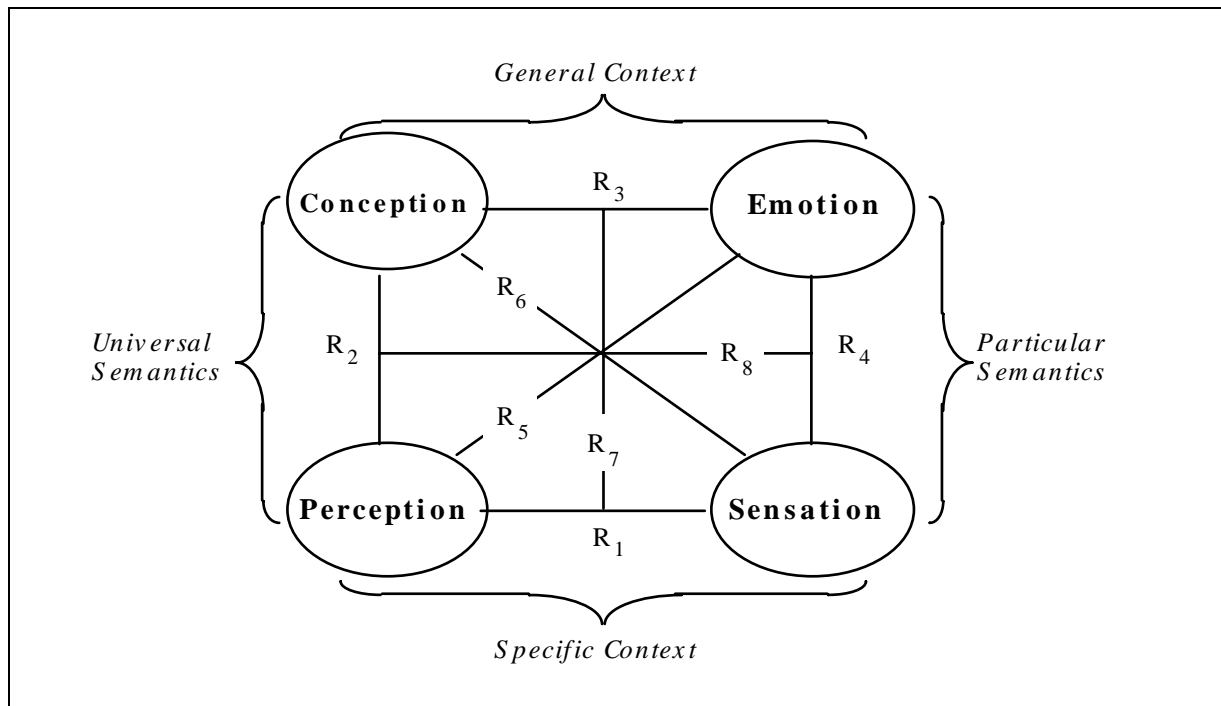 General Context
R3
Conception
Emotion
R6
Universal
Semantics
R2
R8
R4
Particular
Semantics
R5
R7
Perception
Sensation
R1
Specific Context